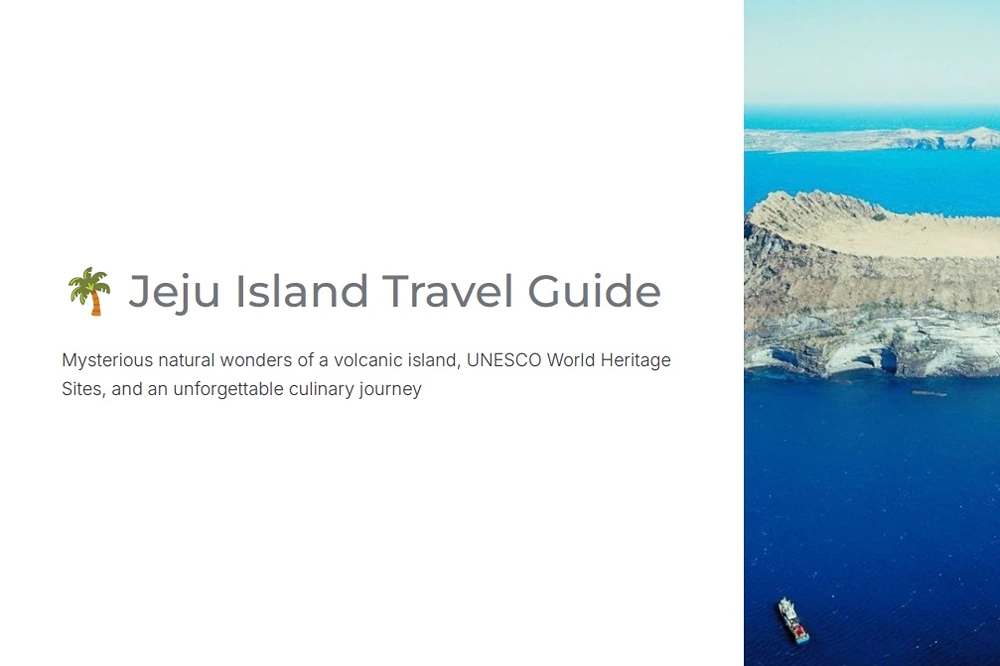 🌴 Jeju Island Travel Guide
Mysterious natural wonders of a volcanic island, UNESCO World Heritage
Sites, and an unforgettable culinary journey